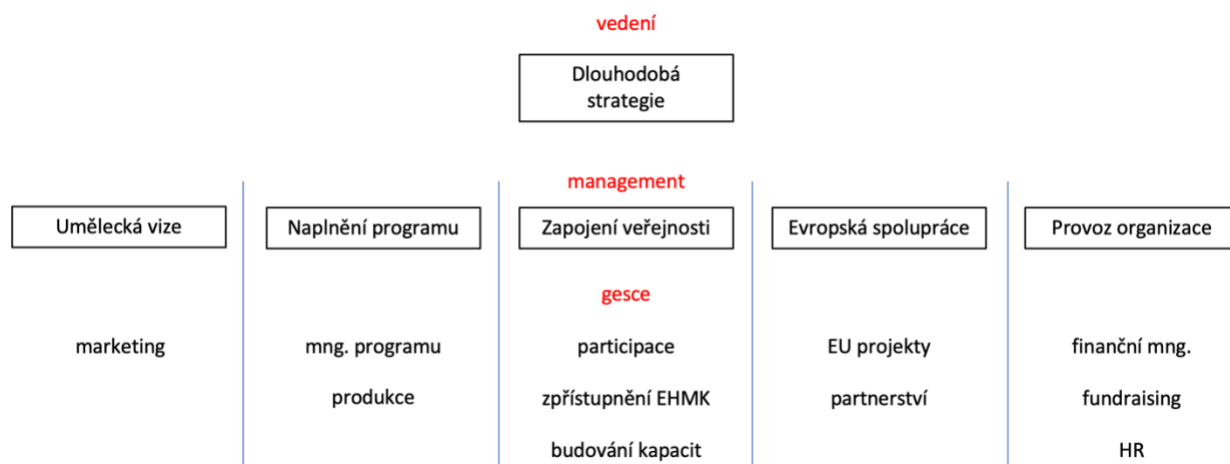 vedení
Dlouhodobá
strategie
management
Umělecká vize
Naplnění programu
Zapojení veřejnosti
Evropská spolupráce
Provoz organizace
gesce
marketing
mng. programu
participace
EU projekty
finanční mng.
produkce
zpřístupnění EHMK
partnerství
fundraising
budování kapacit
HR